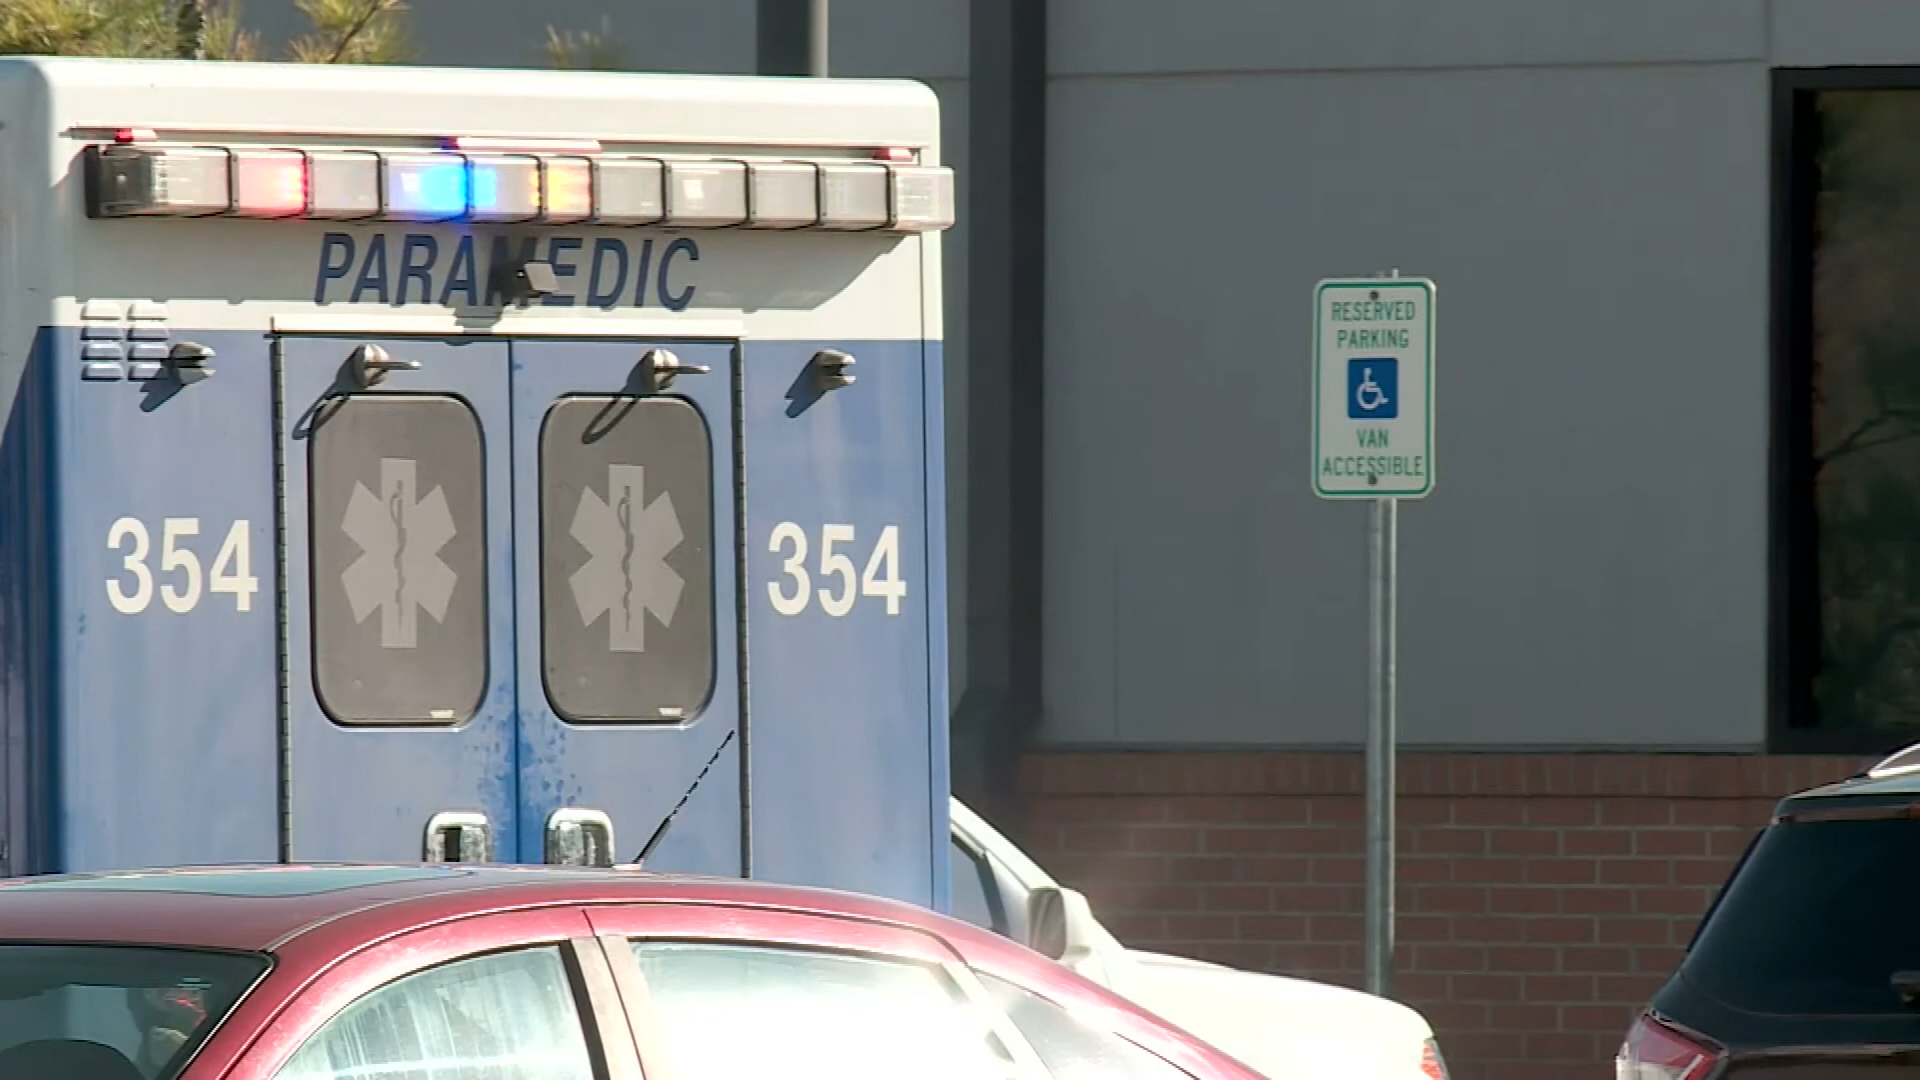 PARAMEDIC
354
354
RESERVED
PARKING
VAN
ACCESSIBLE